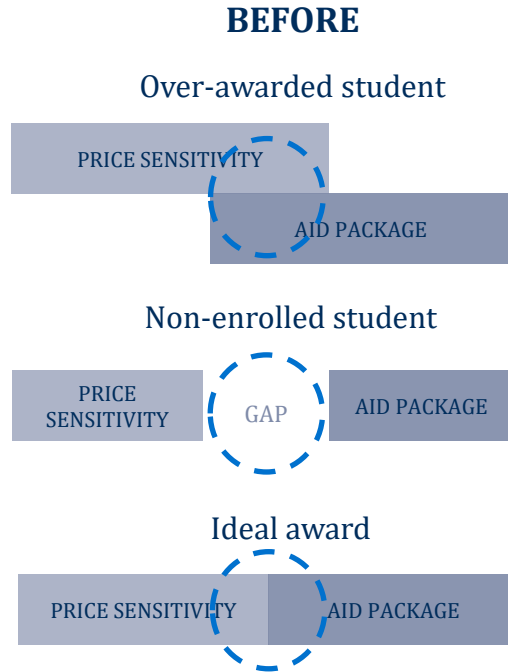 BEFORE
Over-awarded student
PRICE SENSITIVITY
AID PACKAGE
Non-enrolled student
PRICE
SENSITIVITY
GAP
AID PACKAGE
Ideal award
PRICE SENSITIVITY
AID PACKAGE